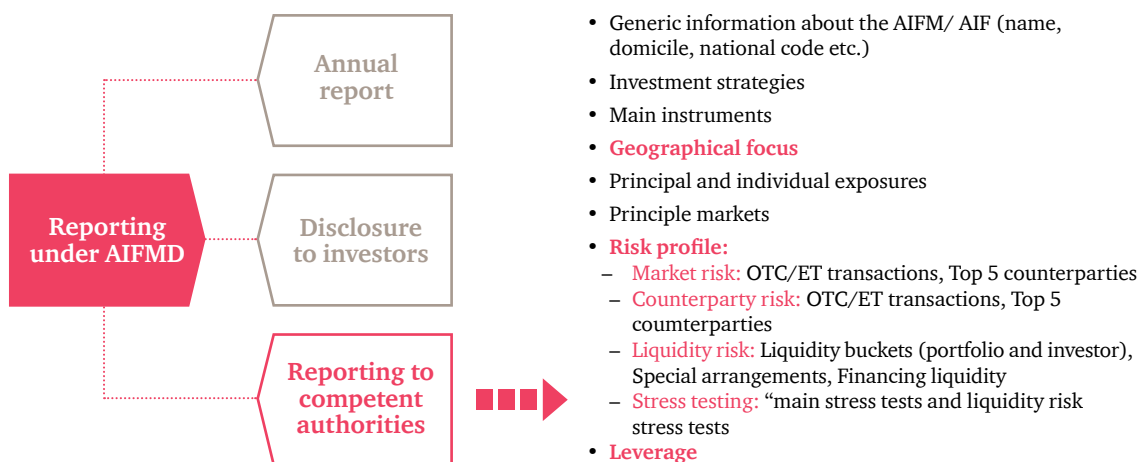 Annual
report
Reporting
under AIFMD
Disclosure
to investors
Reporting to
competent
authorities
• Generic information about the AIFM/ AIF (name,
domicile, national code etc.)
• Investment strategies
• Main instruments
• Geographical focus
• Principal and individual exposures
• Principle markets
• Risk profile:
– Market risk: OTC/ET transactions, Top 5 counterparties
– Counterparty risk: OTC/ET transactions, Top 5
coumterparties
– Liquidity risk: Liquidity buckets (portfolio and investor),
Special arrangements, Financing liquidity
– Stress testing: “main stress tests and liquidity risk
stress tests
• Leverage